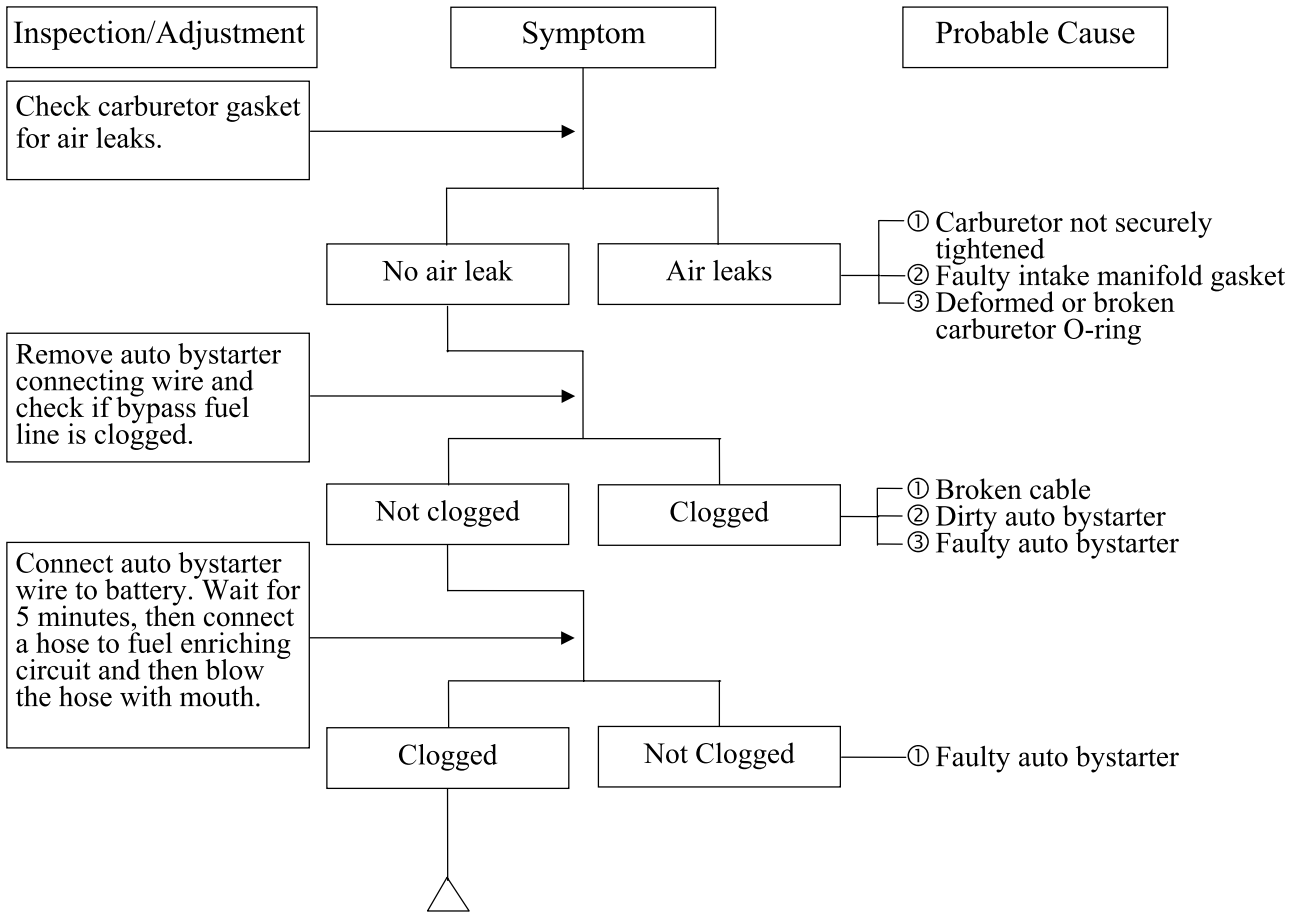 Inspection/Adjustment
Symptom
Probable Cause
Check carburetor gasket
for air leaks.
No air leak
Air leaks
① Carburetor not securely
tightened
② Faulty intake manifold gasket
③ Deformed or broken
carburetor O-ring
Remove auto bystarter
connecting wire and
check if bypass fuel
line is clogged.
Not clogged
Clogged
① Broken cable
② Dirty auto bystarter
③ Faulty auto bystarter
Connect auto bystarter
wire to battery. Wait for
5 minutes, then connect
a hose to fuel enriching
circuit and then blow
the hose with mouth.
Clogged
Not Clogged
① Faulty auto bystarter